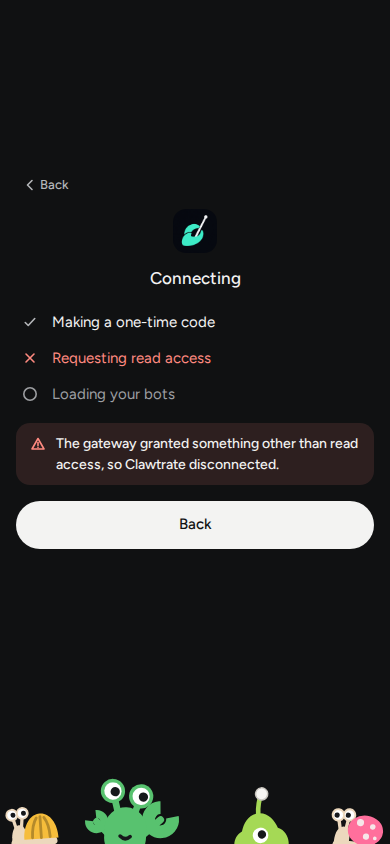 Back
Connecting
Making a one-time code
Requesting read access
Loading your bots
The gateway granted something other than read
access, so Clawtrate disconnected.
Back